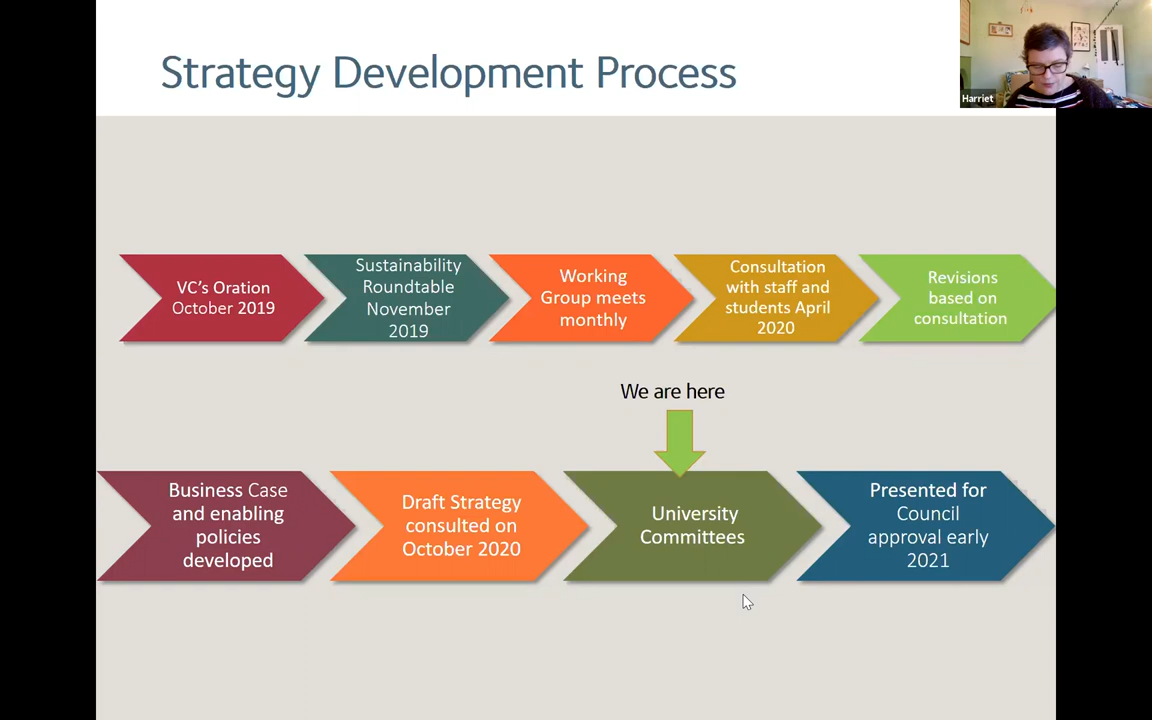 Strategy Development Process
Harriet
VC's Oration
October 2019
Sustainability
Roundtable
November
2019
Working
Group meets
monthly
Consultation
with staff and
students April
2020
Revisions
based on
consultation
We are here
Business Case
and enabling
policies
developed
Draft Strategy
consulted on
October 2020
University
Committees
Presented for
Council
approval early
2021